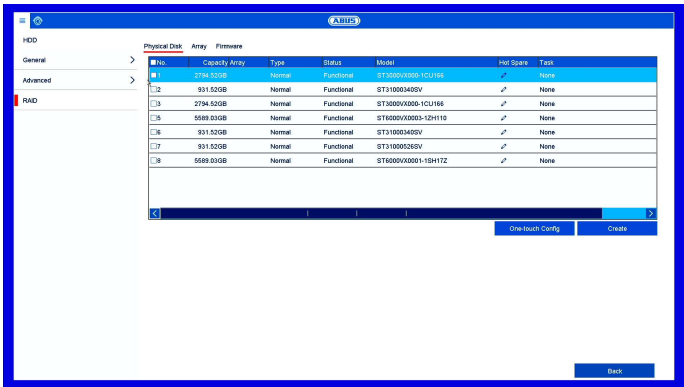 ABUS
HDD
General
Advanced
RAID
Physical Disk Array Firmware
No. Capacity Array Type Status Model Hot Spare Task
1 2794.52GB Normal Functional ST3000VX000-1CU166 None
2 931.52GB Normal Functional ST31000340SV None
3 2794.52GB Normal Functional ST3000VX000-1CU166 None
5 5589.03GB Normal Functional ST6000VX0003-1ZH110 None
6 931.52GB Normal Functional ST31000340SV None
7 931.52GB Normal Functional ST31000526SV None
8 5589.03GB Normal Functional ST6000VX0001-1SH17Z None
One-touch Config Create
Back